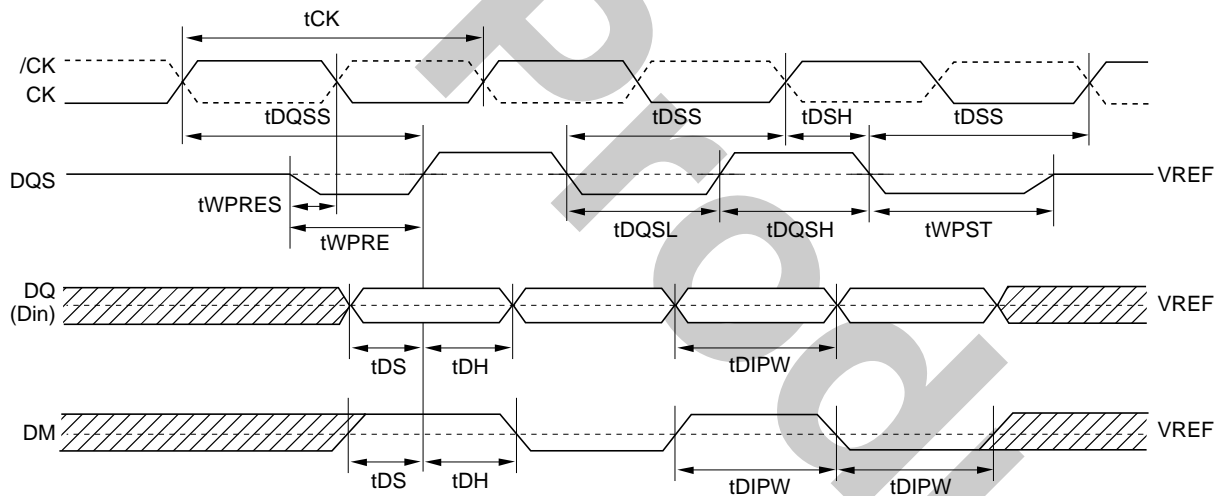 tCK
/CK
CK
tDQSS
tDSS
tDSH
tDSS
DQS
VREF
tWPRES
tWPRE
tDQSL
tDQSH
tWPST
DQ
(Din)
VREF
tDS
tDH
tDIPW
DM
VREF
tDS
tDH
tDIPW
tDIPW
Prod